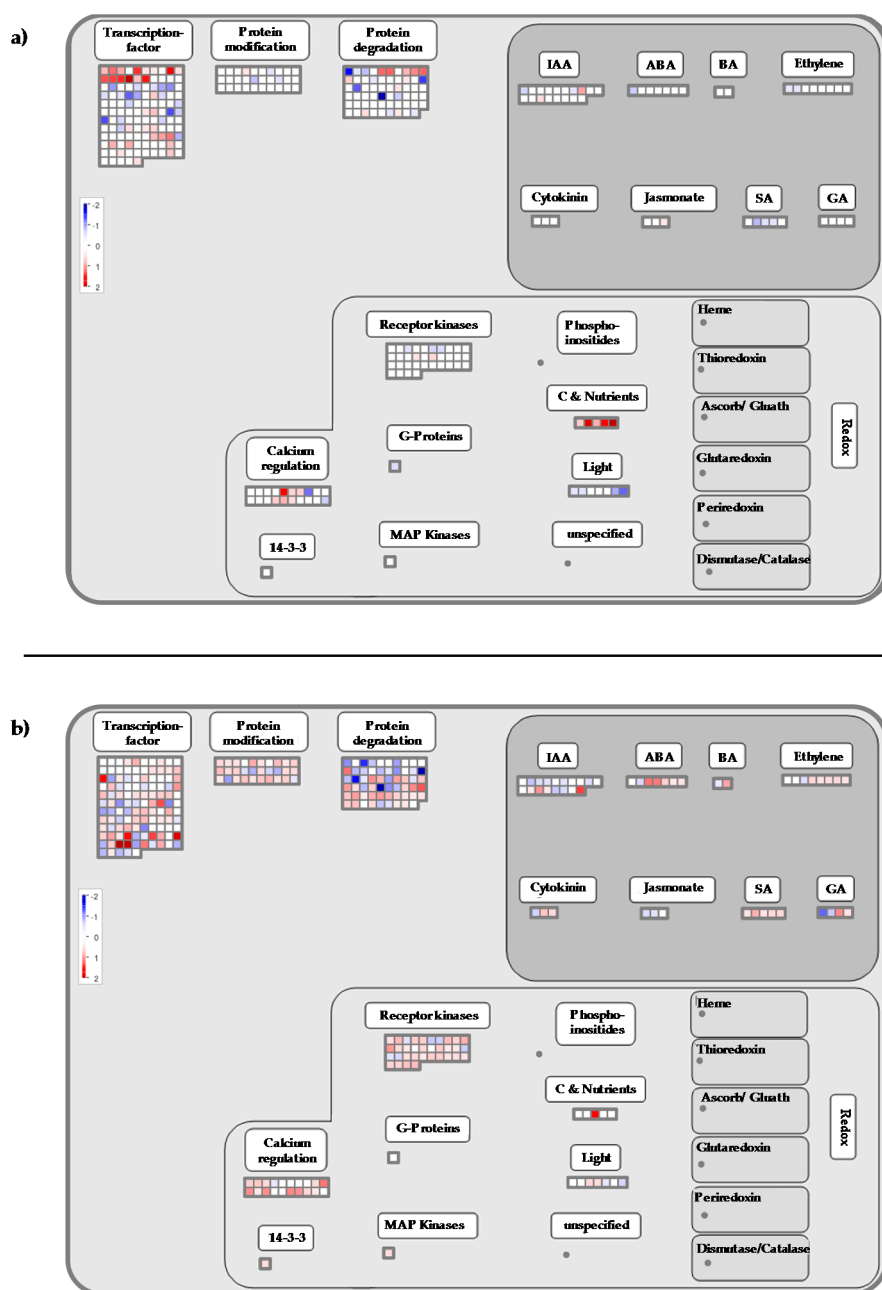 a)
Transcription-
factor
Protein
modification
Protein
degradation
IAA
ABA
BA
Ethylene
Cytokinin
Jasmonate
SA
GA
-2
-1
0
1
2
Receptor kinases
Phospho-
inositides
Heme
Thioredoxin
C & Nutrients
Ascorb/ Gluath
Redox
G-Proteins
Calcium
regulation
Light
Glutaredoxin
Periredoxin
14-3-3
MAP Kinases
unspecified
Dismutase/Catalase
b)
Transcription-
factor
Protein
modification
Protein
degradation
IAA
ABA
BA
Ethylene
Cytokinin
Jasmonate
SA
GA
-2
-1
0
1
2
Receptor kinases
Phospho-
inositides
Heme
Thioredoxin
C & Nutrients
Ascorb/ Gluath
Redox
G-Proteins
Calcium
regulation
Light
Glutaredoxin
Periredoxin
14-3-3
MAP Kinases
unspecified
Dismutase/Catalase